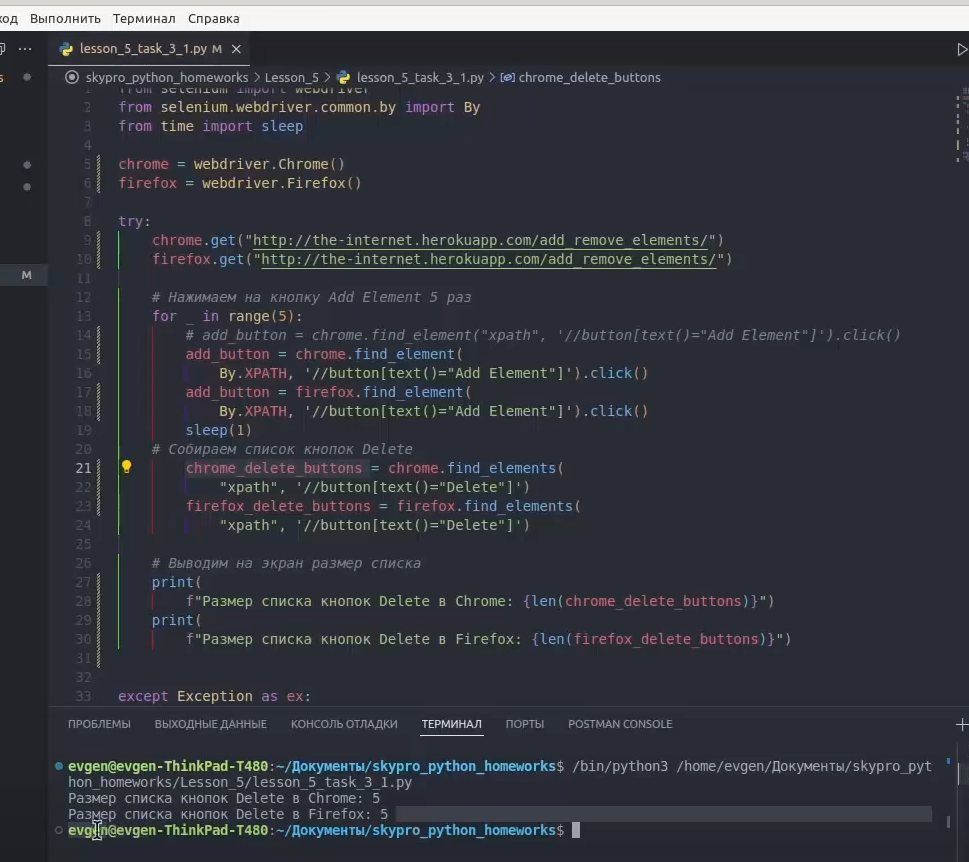 Выполнить Терминал Справка
lesson_5_task_3_1.py M
skypro_python_homeworks > Lesson_5 > lesson_5_task_3_1.py > chrome_delete_buttons
1 from selenium import webdriver
2 from selenium.webdriver.common.by import By
3 from time import sleep
4
5 chrome = webdriver.Chrome()
6 firefox = webdriver.Firefox()
7
8 try:
9 chrome.get("http://the-internet.herokuapp.com/add_remove_elements/")
10 firefox.get("http://the-internet.herokuapp.com/add_remove_elements/")
11
12 # Нажимаем на кнопку Add Element 5 раз
13 for _ in range(5):
14 # add_button = chrome.find_element("xpath", '//button[text()="Add Element"]').click()
15 add_button = chrome.find_element(
16 By.XPATH, '//button[text()="Add Element"]').click()
17 add_button = firefox.find_element(
18 By.XPATH, '//button[text()="Add Element"]').click()
19 sleep(1)
20 # Собираем список кнопок Delete
21 chrome_delete_buttons = chrome.find_elements(
22 "xpath", '//button[text()="Delete"]')
23 firefox_delete_buttons = firefox.find_elements(
24 "xpath", '//button[text()="Delete"]')
25
26 # Выводим на экран размер списка
27 print(
28 f"Размер списка кнопок Delete в Chrome: {len(chrome_delete_buttons)}")
29 print(
30 f"Размер списка кнопок Delete в Firefox: {len(firefox_delete_buttons)}")
31
32
33 except Exception as ex:
M
ПРОБЛЕМЫ ВЫХОДНЫЕ ДАННЫЕ КОНСОЛЬ ОТЛАДКИ ТЕРМИНАЛ ПОРТЫ POSTMAN CONSOLE
evgen@evgen-ThinkPad-T480:~/Документы/skypro_python_homeworks$ /bin/python3 /home/evgen/Документы/skypro_pyt
hon_homeworks/Lesson_5/lesson_5_task_3_1.py
Размер списка кнопок Delete в Chrome: 5
Размер списка кнопок Delete в Firefox: 5
evgen@evgen-ThinkPad-T480:~/Документы/skypro_python_homeworks$